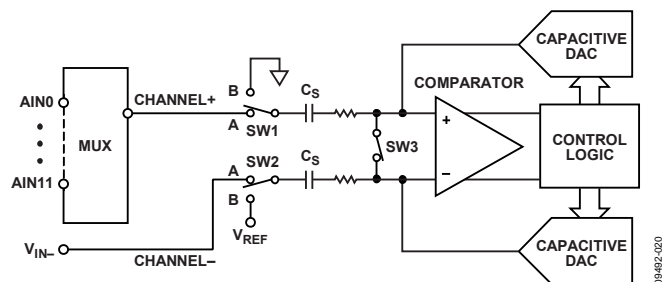 CAPACITIVE
DAC
COMPARATOR
B
AIN0
CHANNEL+
CS
A
SW1
+
MUX
SW3
CONTROL
LOGIC
A
SW2
CS
–
AIN11
B
VREF
VIN–
CHANNEL–
CAPACITIVE
DAC
09492-020